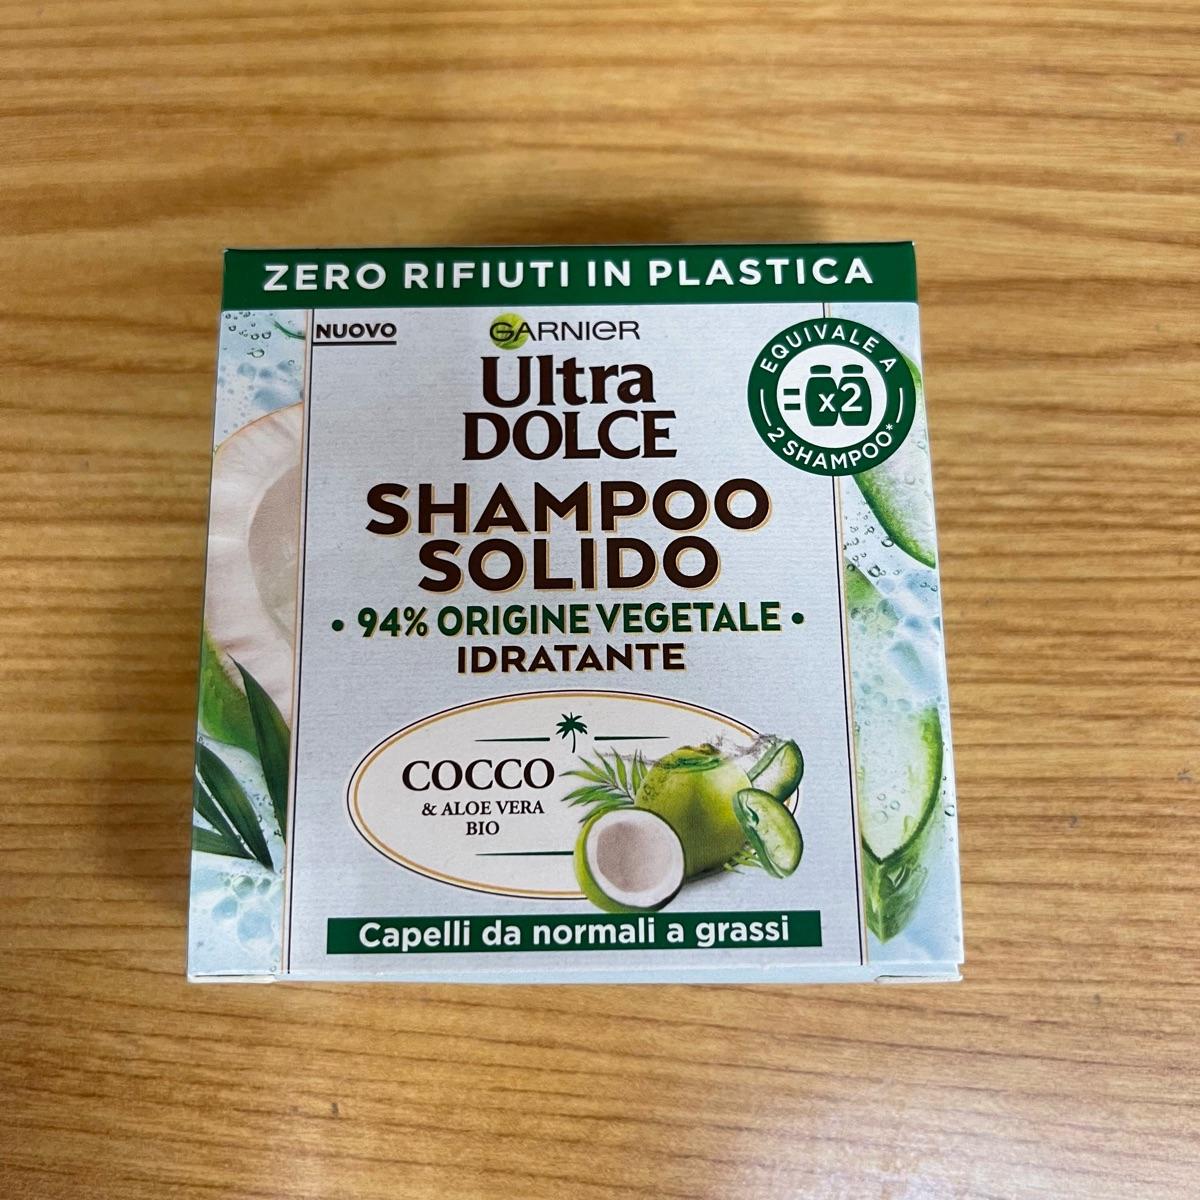 ZERO RIFIUTI IN PLASTICA
NUOVO
GARNIER
Ultra
DOLCE
EQUIVALE A
= x2
2 SHAMPOO*
SHAMPOO
SOLIDO
• 94% ORIGINE VEGETALE •
IDRATANTE
COCCO
& ALOE VERA
BIO
Capelli da normali a grassi